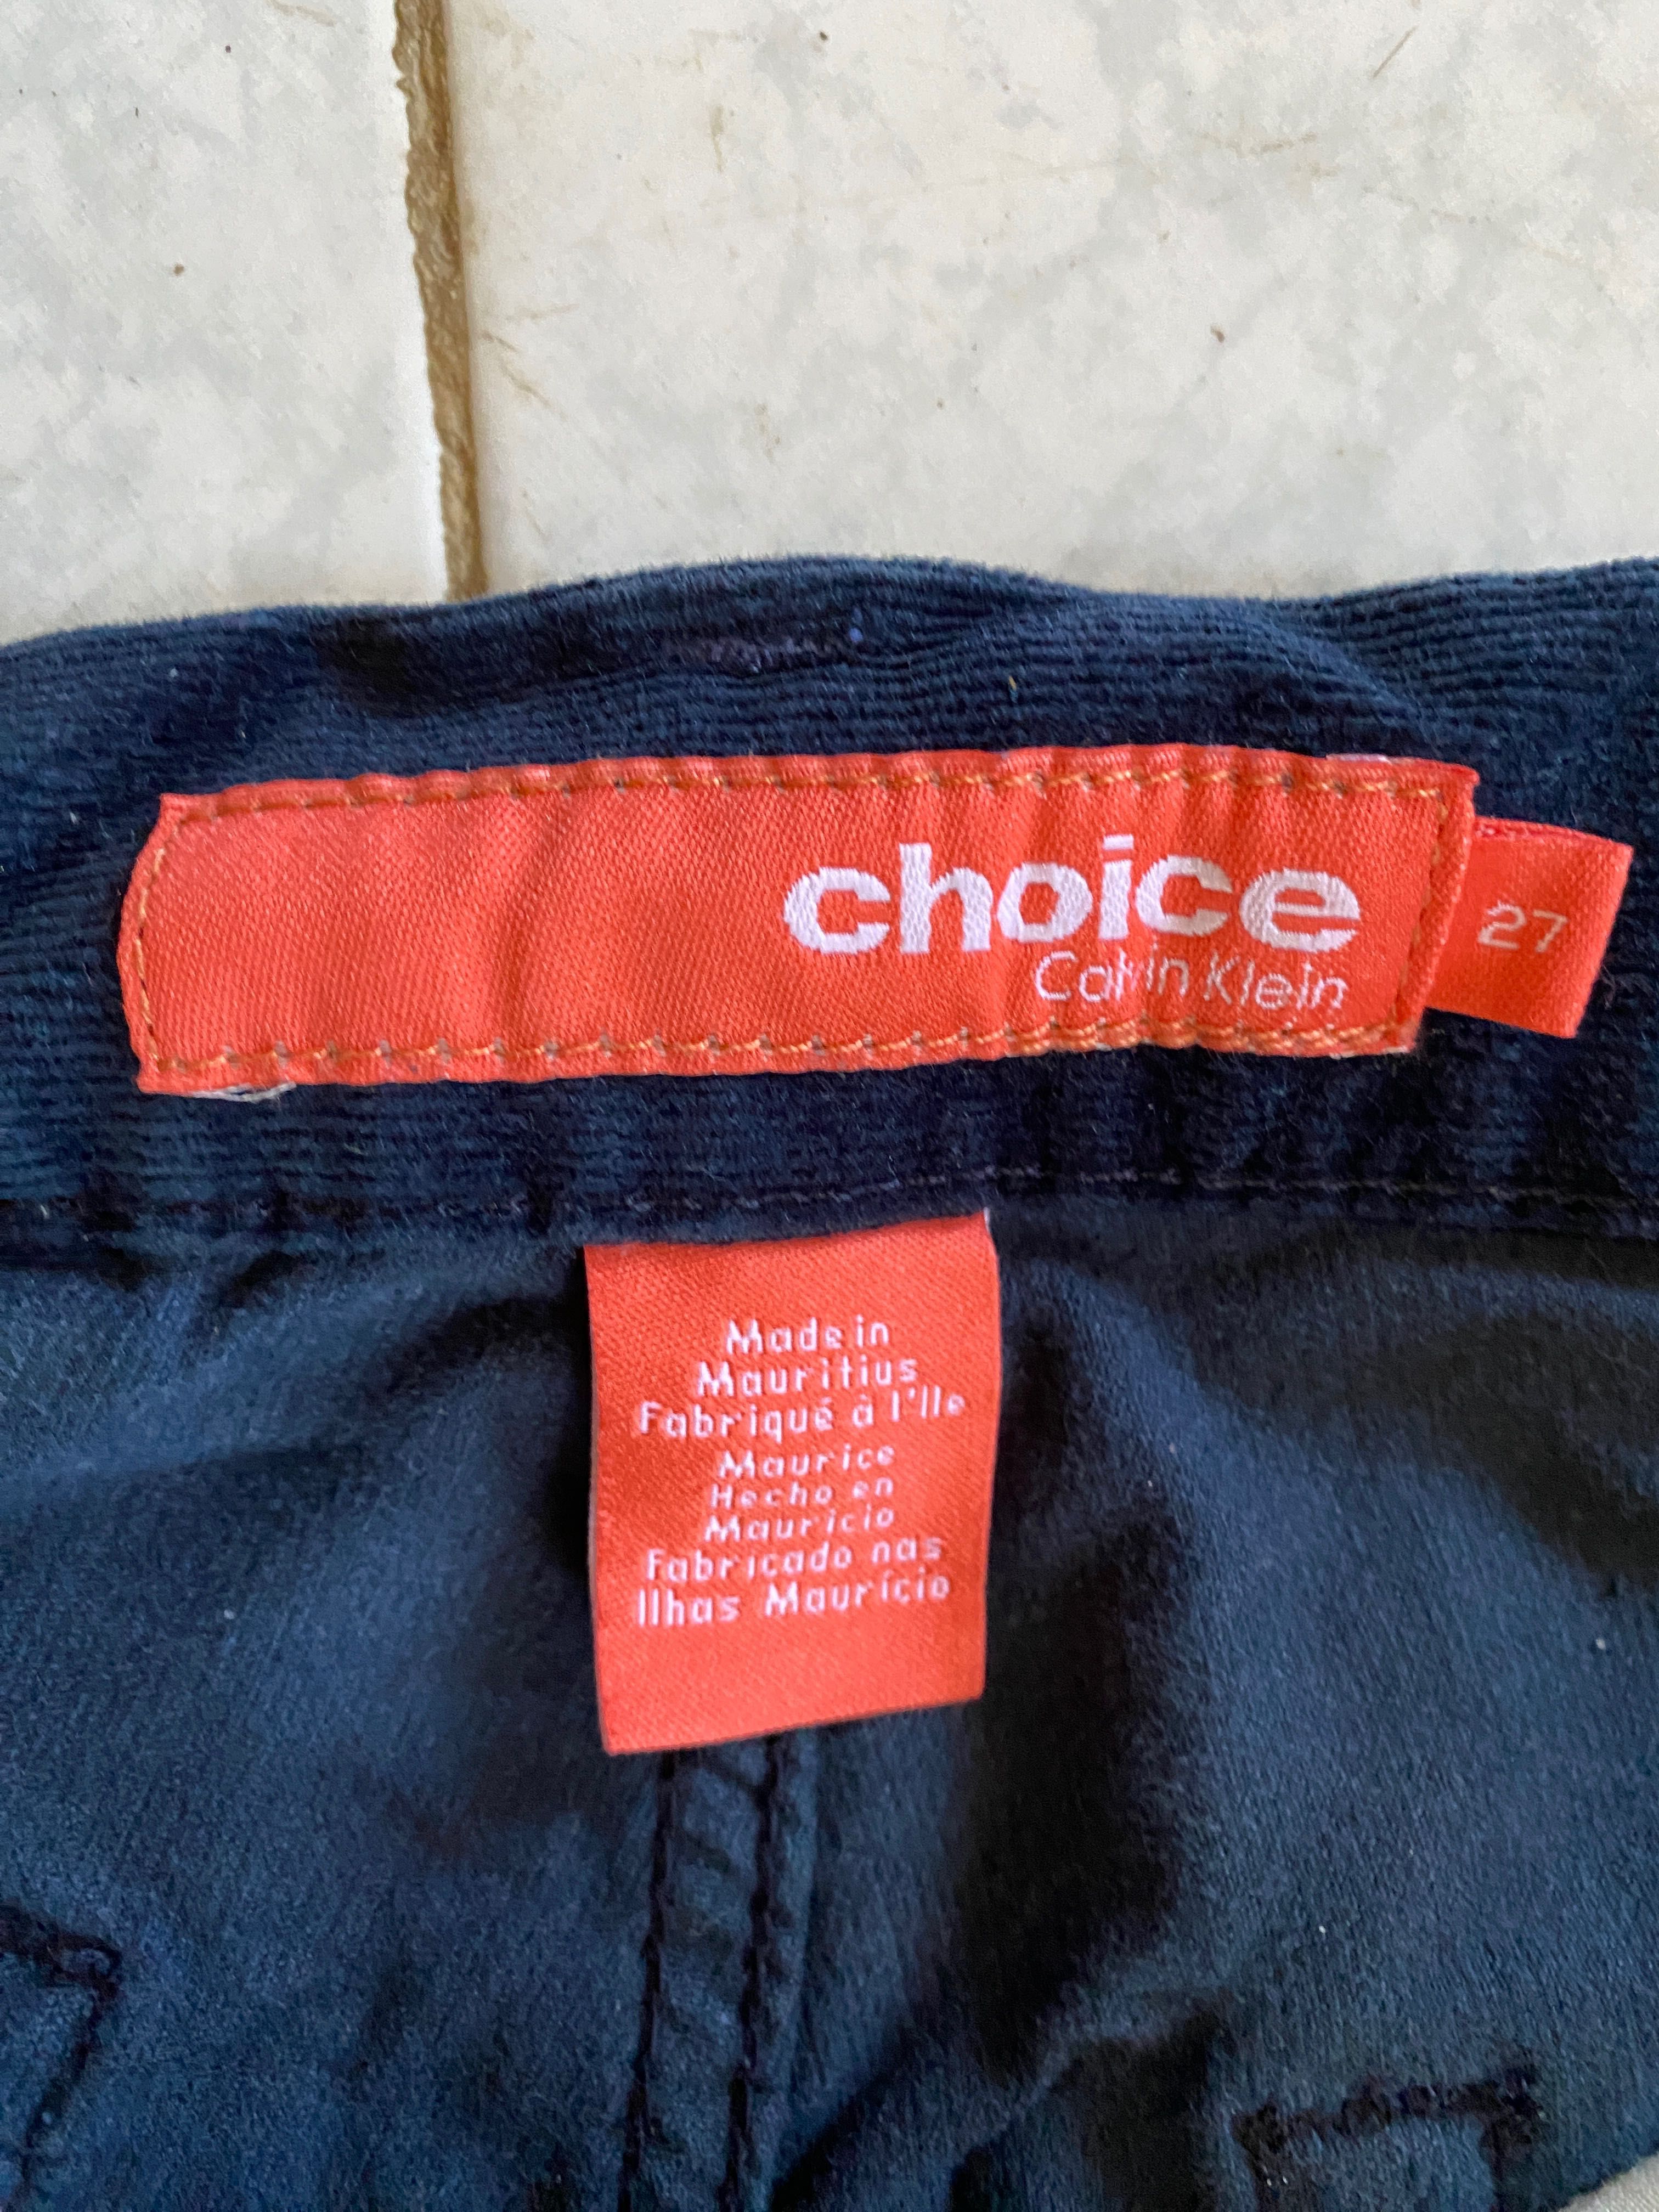 choice
Calvin Klein
27
Made in
Mauritius
Fabriqué à l'Ile
Maurice
Hecho en
Mauricio
Fabricado nas
Ilhas Maurício